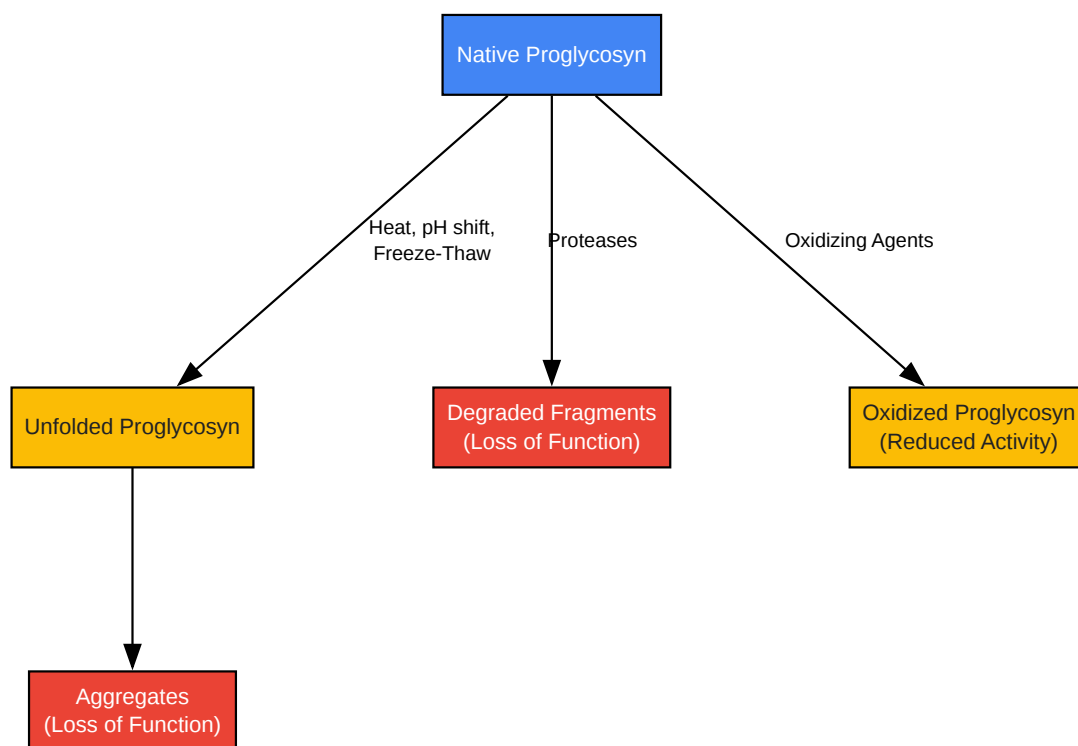 Native Proglycosyn
Heat, pH shift,
Freeze-Thaw
Proteases
Oxidizing Agents
Unfolded Proglycosyn
Degraded Fragments
(Loss of Function)
Oxidized Proglycosyn
(Reduced Activity)
Aggregates
(Loss of Function)